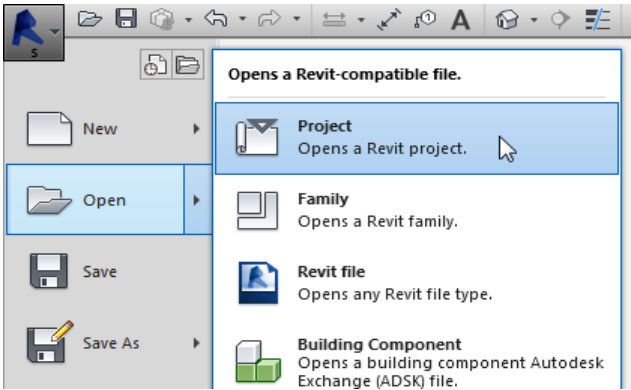 A
S
Opens a Revit-compatible file.
New
Project
Opens a Revit project.
Open
Family
Opens a Revit family.
Save
Revit file
Opens any Revit file type.
Save As
Building Component
Opens a building component Autodesk
Exchange (ADSK) file.